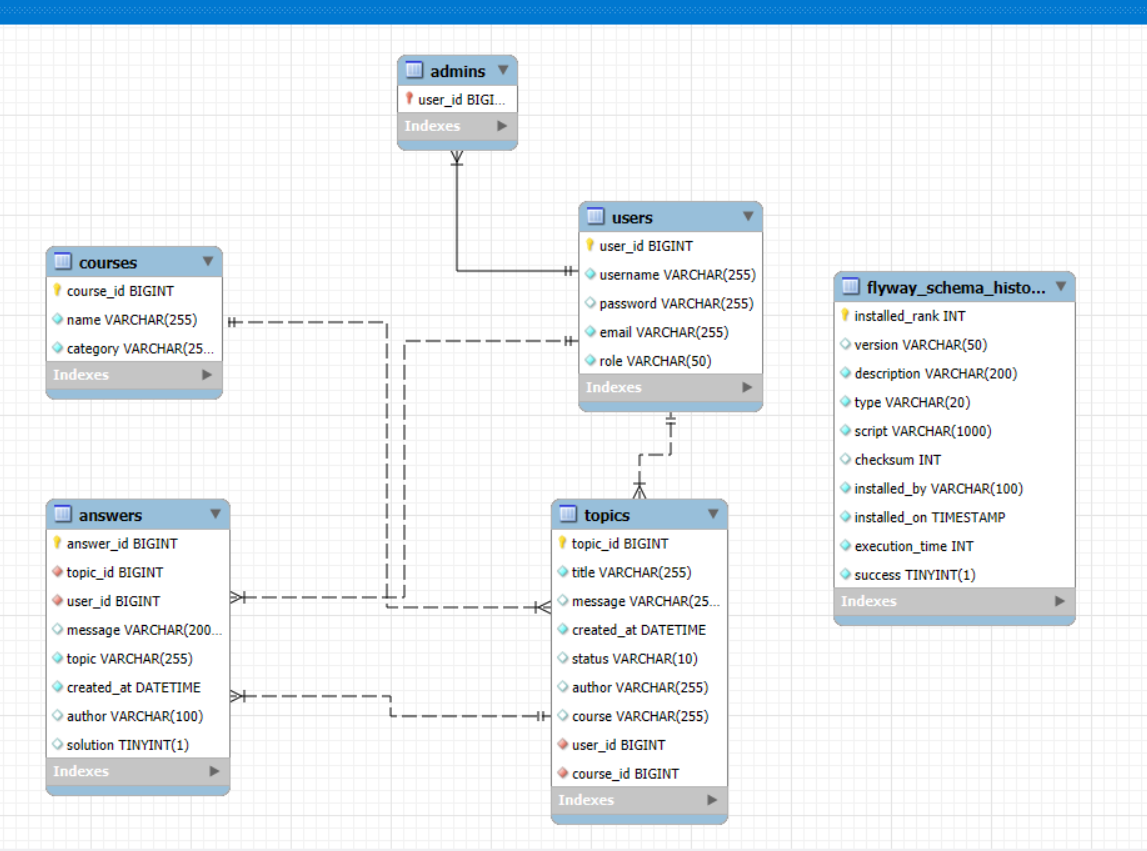 admins
user_id BIGI...
Indexes
users
user_id BIGINT
username VARCHAR(255)
password VARCHAR(255)
email VARCHAR(255)
role VARCHAR(50)
Indexes
courses
course_id BIGINT
name VARCHAR(255)
category VARCHAR(25...
Indexes
flyway_schema_histo...
installed_rank INT
version VARCHAR(50)
description VARCHAR(200)
type VARCHAR(20)
script VARCHAR(1000)
checksum INT
installed_by VARCHAR(100)
installed_on TIMESTAMP
execution_time INT
success TINYINT(1)
Indexes
answers
answer_id BIGINT
topic_id BIGINT
user_id BIGINT
message VARCHAR(200...
topic VARCHAR(255)
created_at DATETIME
author VARCHAR(100)
solution TINYINT(1)
Indexes
topics
topic_id BIGINT
title VARCHAR(255)
message VARCHAR(25...
created_at DATETIME
status VARCHAR(10)
author VARCHAR(255)
course VARCHAR(255)
user_id BIGINT
course_id BIGINT
Indexes